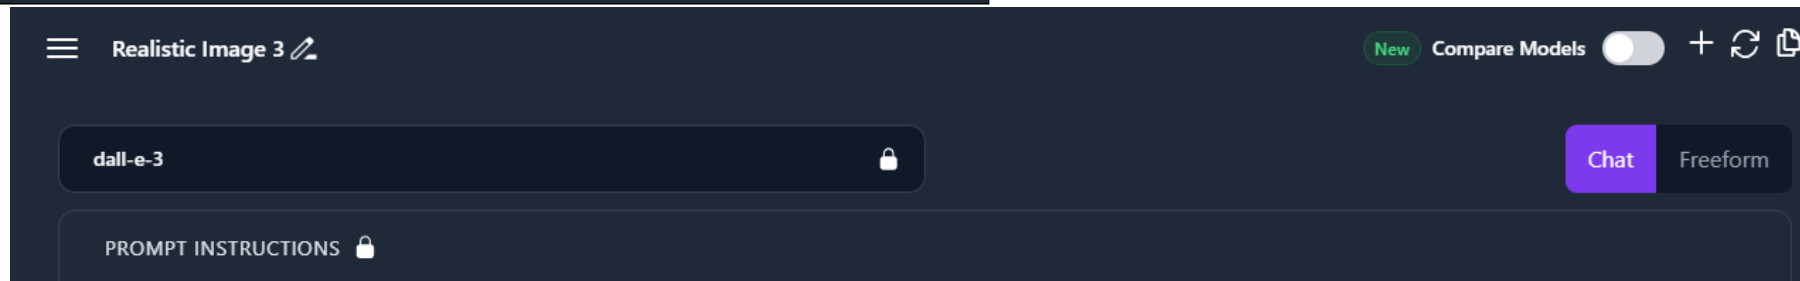 Realistic Image 3
New Compare Models
dall-e-3
Chat Freeform
PROMPT INSTRUCTIONS